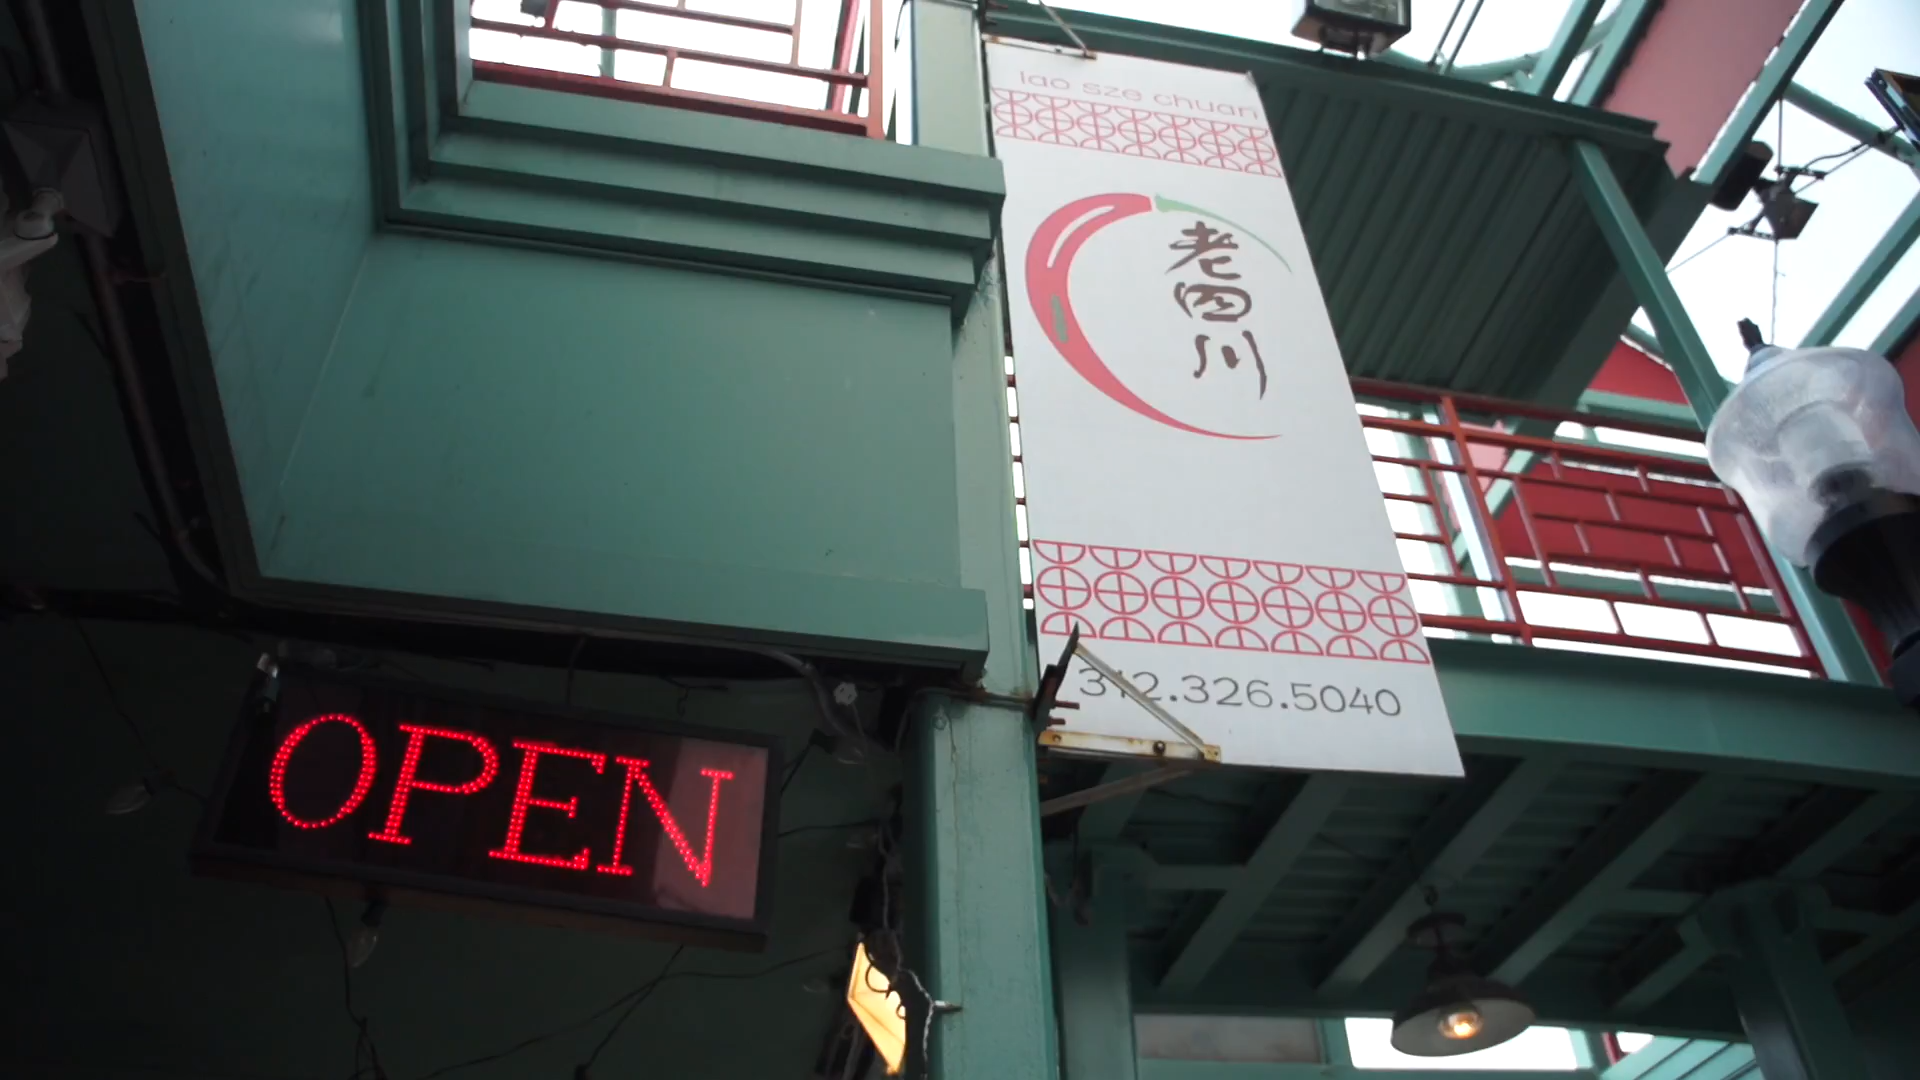 lao sze chuan
老
四
川
312.326.5040
OPEN